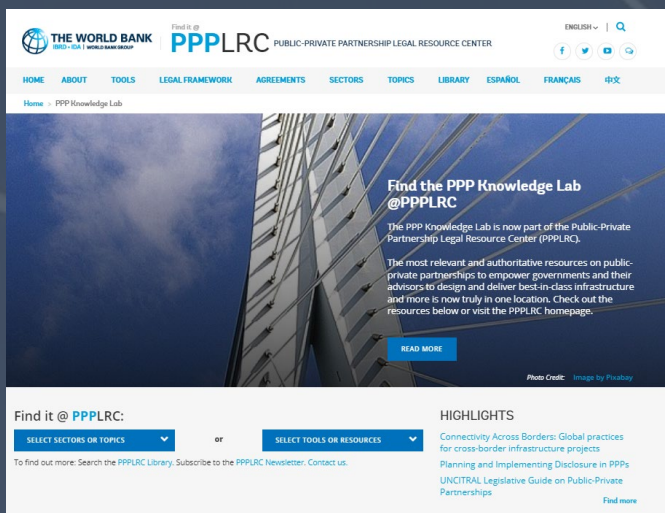 THE WORLD BANK
IBRD • IDA | WORLD BANK GROUP
Find it @
PPPLRC PUBLIC-PRIVATE PARTNERSHIP LEGAL RESOURCE CENTER
ENGLISH
HOME ABOUT TOOLS LEGAL FRAMEWORK AGREEMENTS SECTORS TOPICS LIBRARY ESPAÑOL FRANÇAIS 中文
Home > PPP Knowledge Lab
Find the PPP Knowledge Lab
@PPPLRC
The PPP Knowledge Lab is now part of the Public-Private
Partnership Legal Resource Center (PPPLRC).
The most relevant and authoritative resources on public-
private partnerships to empower governments and their
advisors to design and deliver best-in-class infrastructure
and more is now truly in one location. Check out the
resources below or visit the PPPLRC homepage.
READ MORE
Photo Credit: Image by Pixabay
Find it @ PPPLRC:
SELECT SECTORS OR TOPICS or SELECT TOOLS OR RESOURCES
To find out more: Search the PPPLRC Library. Subscribe to the PPPLRC Newsletter. Contact us.
HIGHLIGHTS
Connectivity Across Borders: Global practices
for cross-border infrastructure projects
Planning and Implementing Disclosure in PPPs
UNCITRAL Legislative Guide on Public-Private
Partnerships
Find more